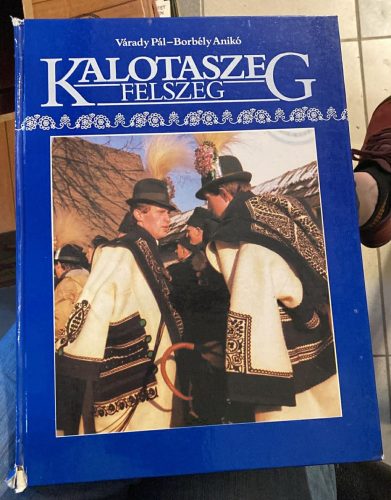 Várady Pál–Borbély Anikó
KALOTASZEG
FELSZEG